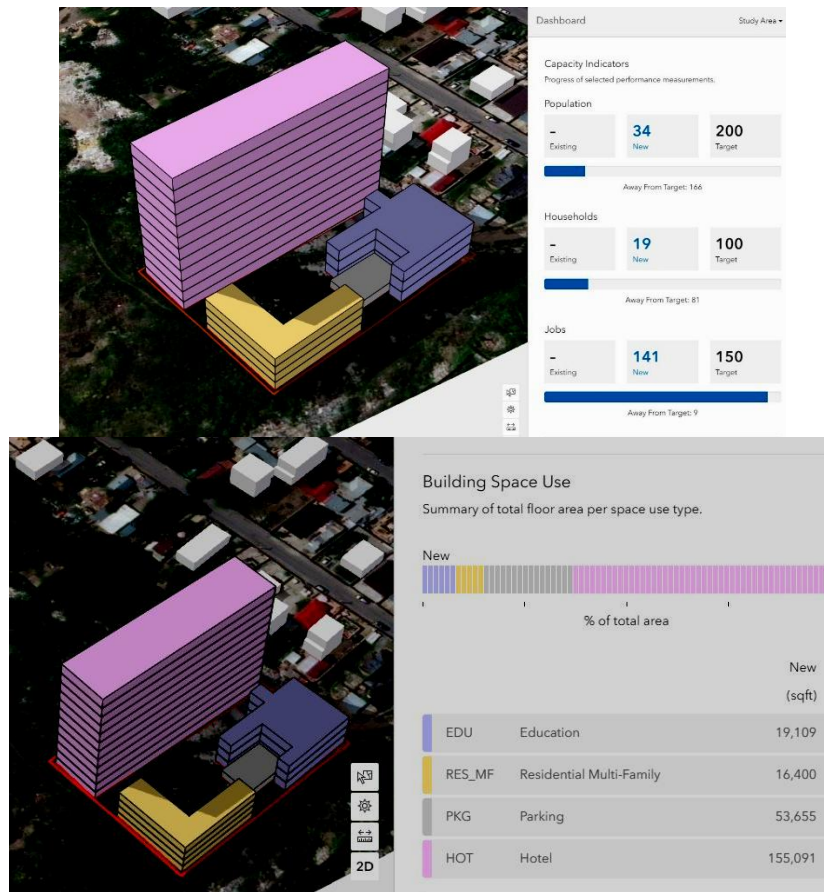 Dashboard
Study Area
Capacity Indicators
Progress of selected performance measurements.
Population
- 34 200
Existing New Target
Away From Target: 166
Households
- 19 100
Existing New Target
Away From Target: 81
Jobs
- 141 150
Existing New Target
Away From Target: 9
2D
Building Space Use
Summary of total floor area per space use type.
New
% of total area
New
(sqft)
EDU Education 19,109
RES_MF Residential Multi-Family 16,400
PKG Parking 53,655
HOT Hotel 155,091